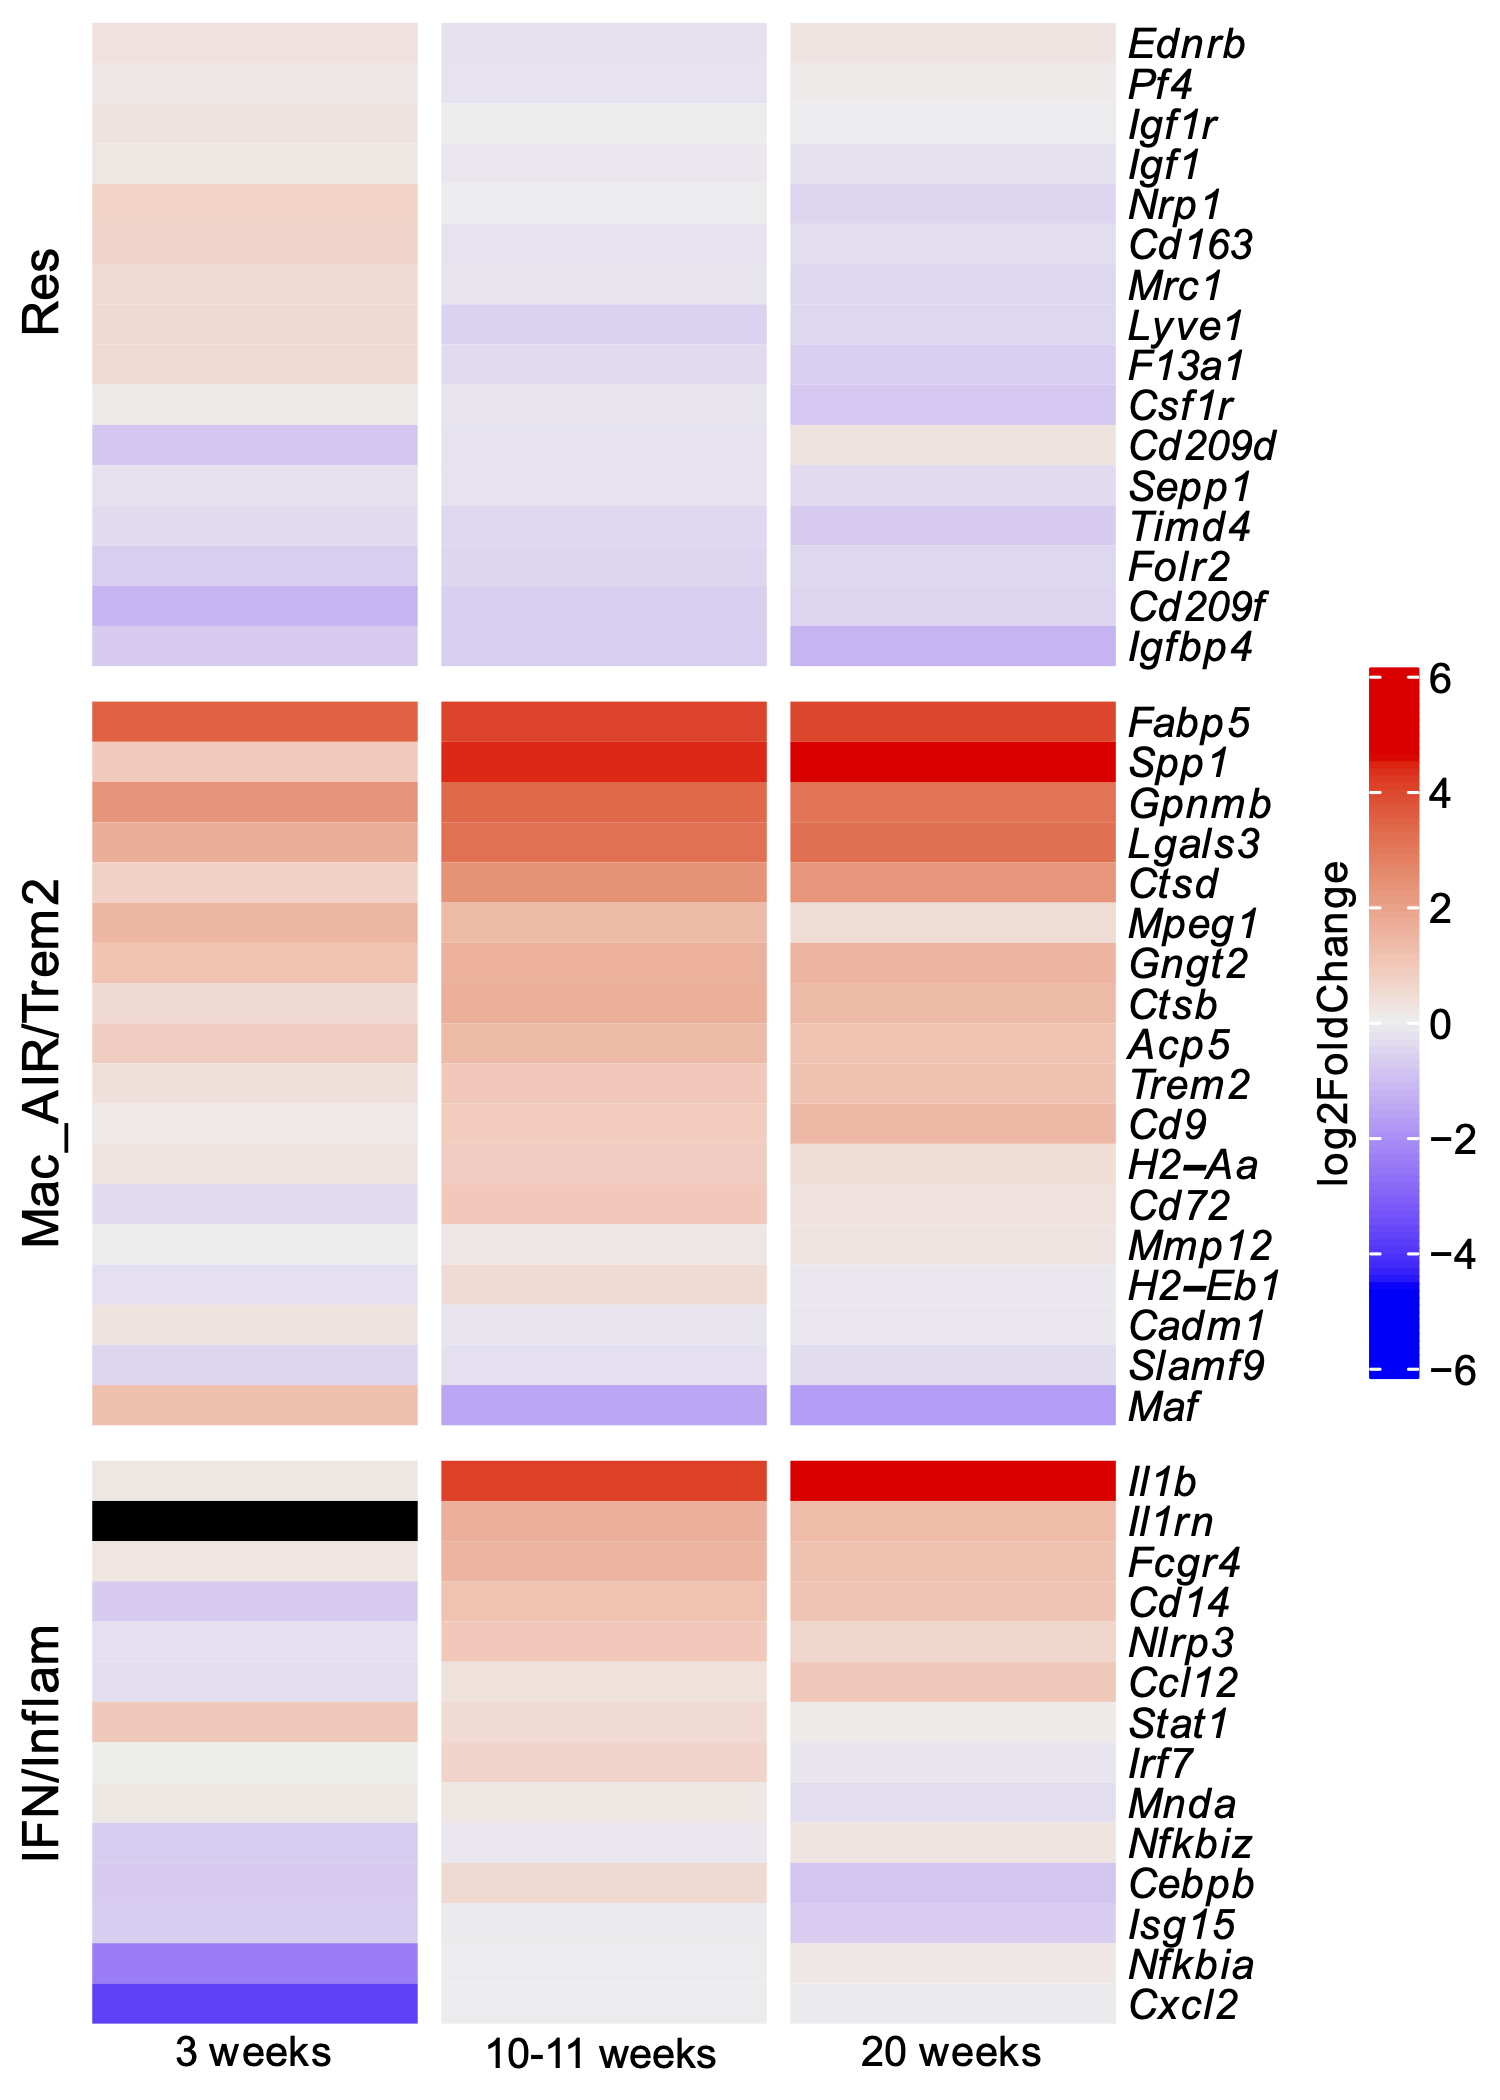 Res
Ednrb
Pf4
Igf1r
Igf1
Nrp1
Cd163
Mrc1
Lyve1
F13a1
Csf1r
Cd209d
Sepp1
Timd4
Folr2
Cd209f
Igfbp4
Mac_AIR/Trem2
Fabp5
Spp1
Gpnmb
Lgals3
Ctsd
Mpeg1
Gngt2
Ctsb
Acp5
Trem2
Cd9
H2–Aa
Cd72
Mmp12
H2–Eb1
Cadm1
Slamf9
Maf
IFN/Inflam
Il1b
Il1rn
Fcgr4
Cd14
Nlrp3
Ccl12
Stat1
Irf7
Mnda
Nfkbiz
Cebpb
Isg15
Nfkbia
Cxcl2
3 weeks
10-11 weeks
20 weeks
log2FoldChange
6
4
2
0
−2
−4
−6